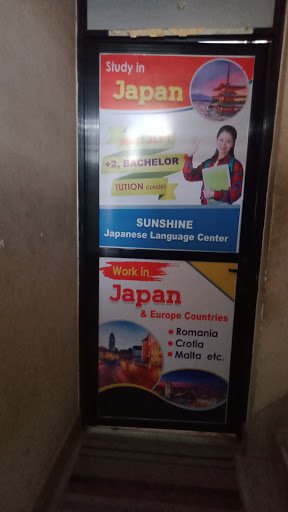 Study in
Japan
+2, BACHELOR
TUTION CLASSES
SUNSHINE
Japanese Language Center
Work in
Japan
& Europe Countries
• Romania
• Crotia
• Malta etc.